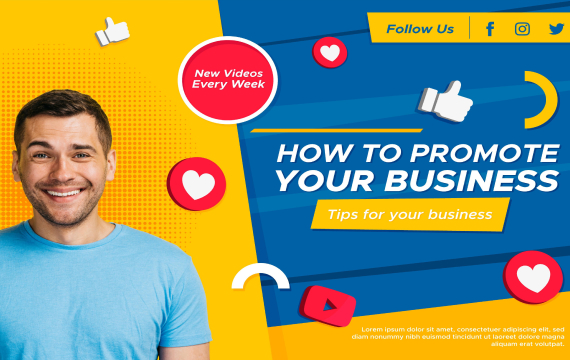 Follow Us
New Videos
Every Week
HOW TO PROMOTE
YOUR BUSINESS
Tips for your business
Lorem ipsum dolor sit amet, consectetuer adipiscing elit, sed
diam nonummy nibh euismod tincidunt ut laoreet dolore magna
aliquam erat volutpat.